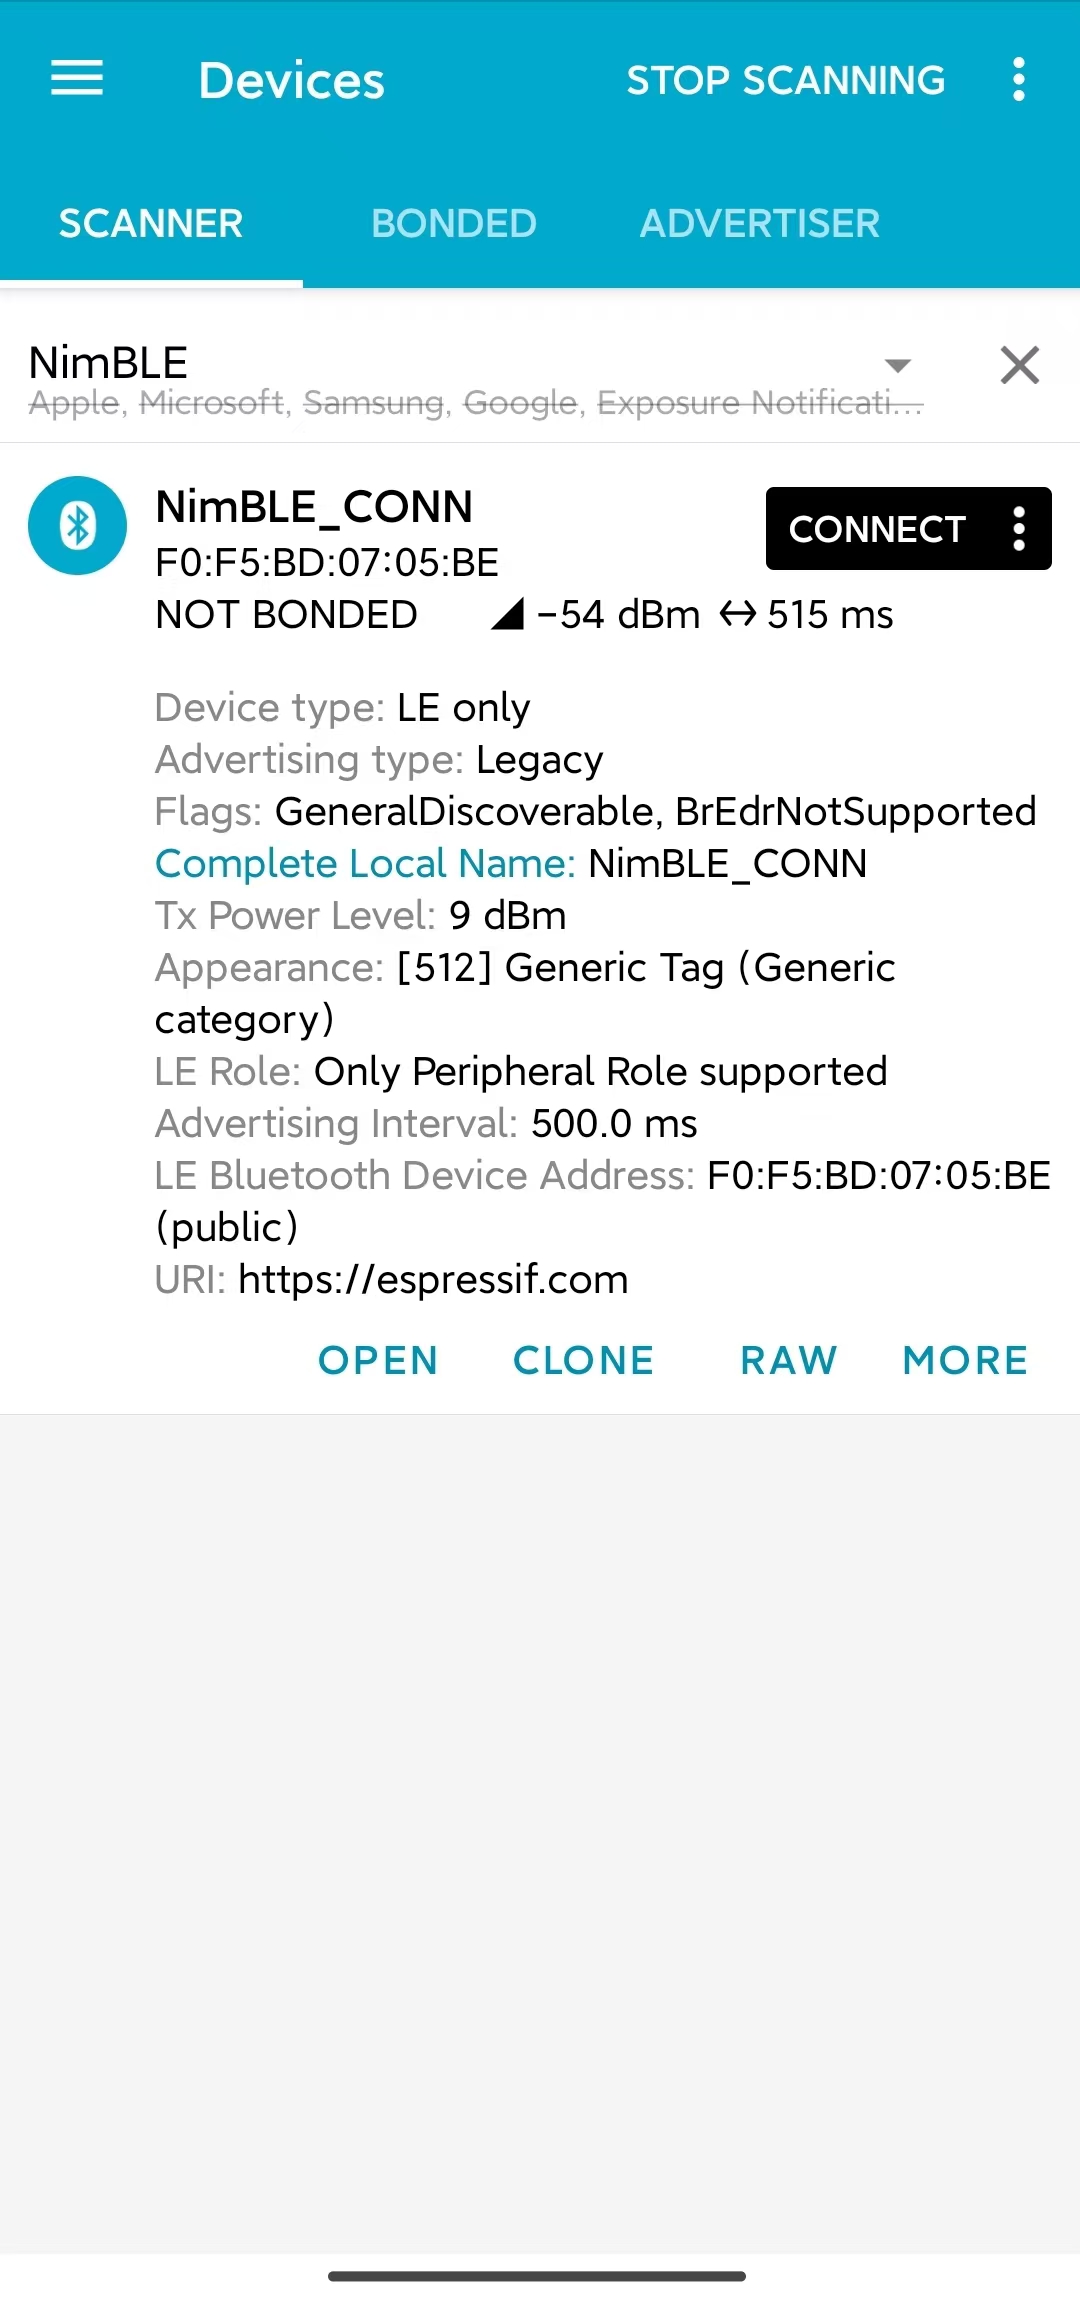 Devices
STOP SCANNING
SCANNER
BONDED
ADVERTISER
NimBLE
Apple, Microsoft, Samsung, Google, Exposure Notificati...
NimBLE_CONN
CONNECT
F0:F5:BD:07:05:BE
NOT BONDED -54 dBm ↔ 515 ms
Device type: LE only
Advertising type: Legacy
Flags: GeneralDiscoverable, BrEdrNotSupported
Complete Local Name: NimBLE_CONN
Tx Power Level: 9 dBm
Appearance: [512] Generic Tag (Generic
category)
LE Role: Only Peripheral Role supported
Advertising Interval: 500.0 ms
LE Bluetooth Device Address: F0:F5:BD:07:05:BE
(public)
URI: https://espressif.com
OPEN
CLONE
RAW
MORE